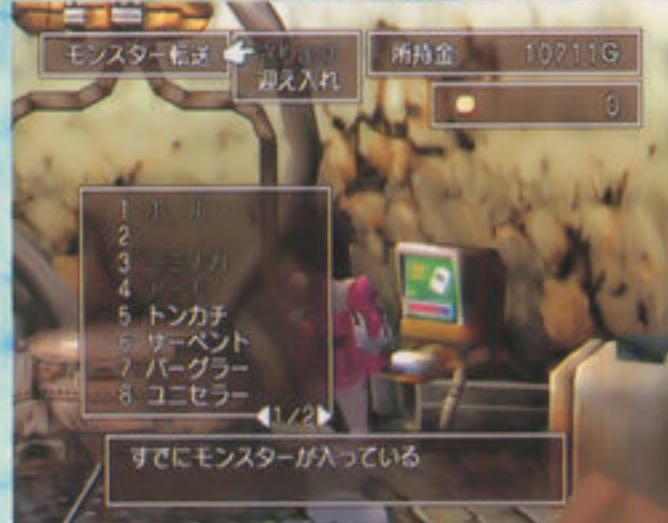 モンスター転送
迎え入れ
所持金 10711G
0
1
2
3
4
5 トンカチ
6 サーペント
7 バーグラー
8 ユニセラー
1/2
すでにモンスターが入っている